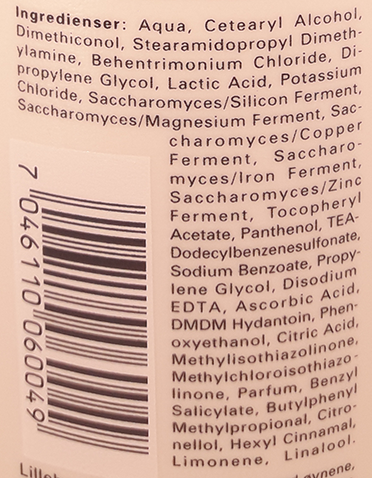 Ingredienser: Aqua, Cetearyl Alcohol,
Dimethiconol, Stearamidopropyl Dimeth-
ylamine, Behentrimonium Chloride, Di-
propylene Glycol, Lactic Acid, Potassium
Chloride, Saccharomyces/Silicon Ferment,
Saccharomyces/Magnesium Ferment, Sac-
charomyces/Copper
Ferment, Saccharo-
myces/Iron Ferment,
Saccharomyces/Zinc
Ferment, Tocopheryl
Acetate, Panthenol, TEA-
Dodecylbenzenesulfonate,
Sodium Benzoate, Propy-
lene Glycol, Disodium
EDTA, Ascorbic Acid,
DMDM Hydantoin, Phen-
oxyethanol, Citric Acid,
Methylisothiazolinone,
Methylchloroisothiazo-
linone, Parfum, Benzyl
Salicylate, Butylphenyl
Methylpropional, Citro-
nellol, Hexyl Cinnamal,
Limonene, Linalool.
7 046110 060049